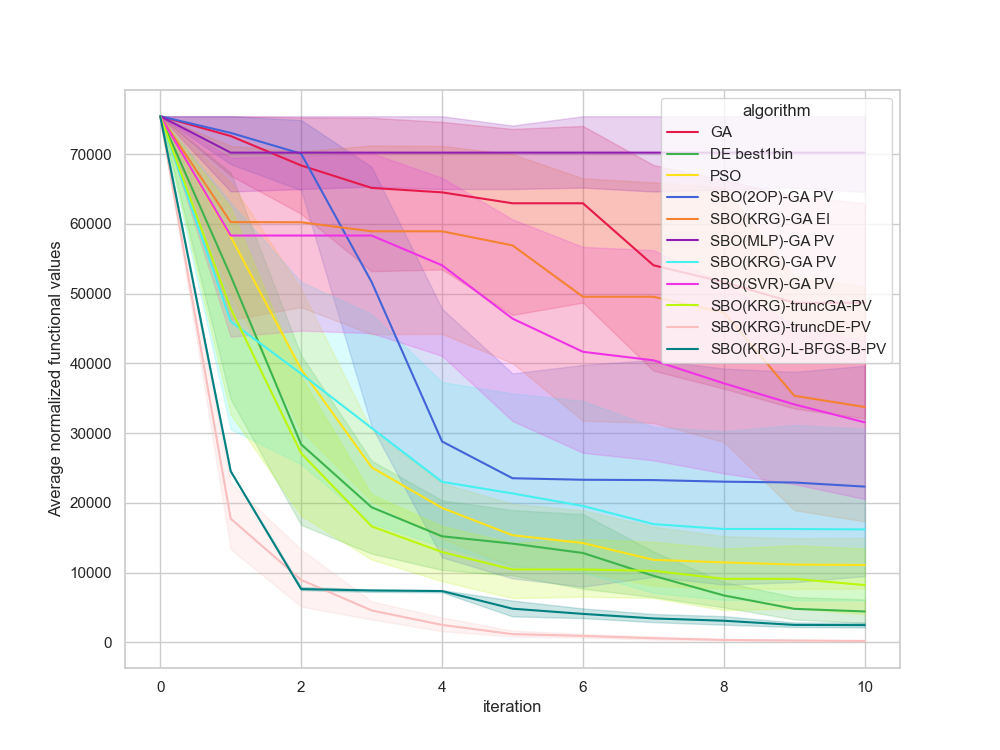 Average normalized functional values
70000
60000
50000
40000
30000
20000
10000
0
0
2
4
6
8
10
iteration
algorithm
GA
DE best1bin
PSO
SBO(2OP)-GA PV
SBO(KRG)-GA EI
SBO(MLP)-GA PV
SBO(KRG)-GA PV
SBO(SVR)-GA PV
SBO(KRG)-truncGA-PV
SBO(KRG)-truncDE-PV
SBO(KRG)-L-BFGS-B-PV